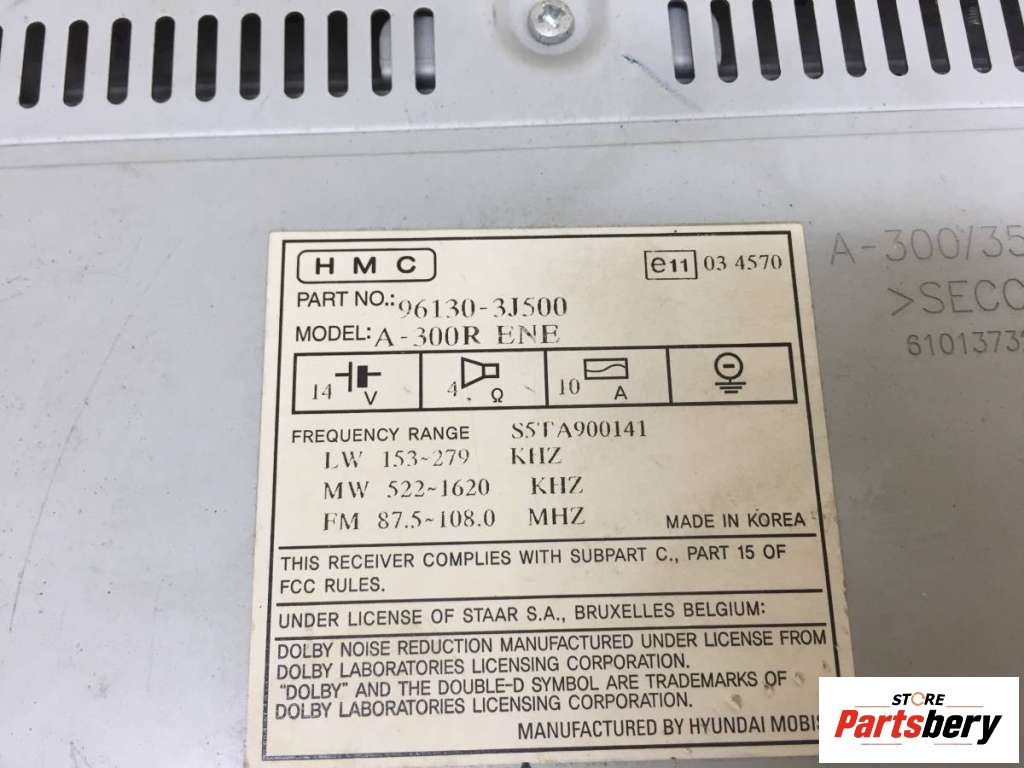 HMC
e11 03 4570
PART NO.: 96130-3J500
MODEL: A-300R ENE
14 V 4 Ω 10 A
FREQUENCY RANGE S5TA900141
LW 153~279 KHZ
MW 522~1620 KHZ
FM 87.5~108.0 MHZ
MADE IN KOREA
THIS RECEIVER COMPLIES WITH SUBPART C., PART 15 OF
FCC RULES.
UNDER LICENSE OF STAAR S.A., BRUXELLES BELGIUM:
DOLBY NOISE REDUCTION MANUFACTURED UNDER LICENSE FROM
DOLBY LABORATORIES LICENSING CORPORATION.
"DOLBY" AND THE DOUBLE-D SYMBOL ARE TRADEMARKS OF
DOLBY LABORATORIES LICENSING CORPORATION.
MANUFACTURED BY HYUNDAI MOBIS
A-300/35
>SECC
6101373
STORE
Partsbery